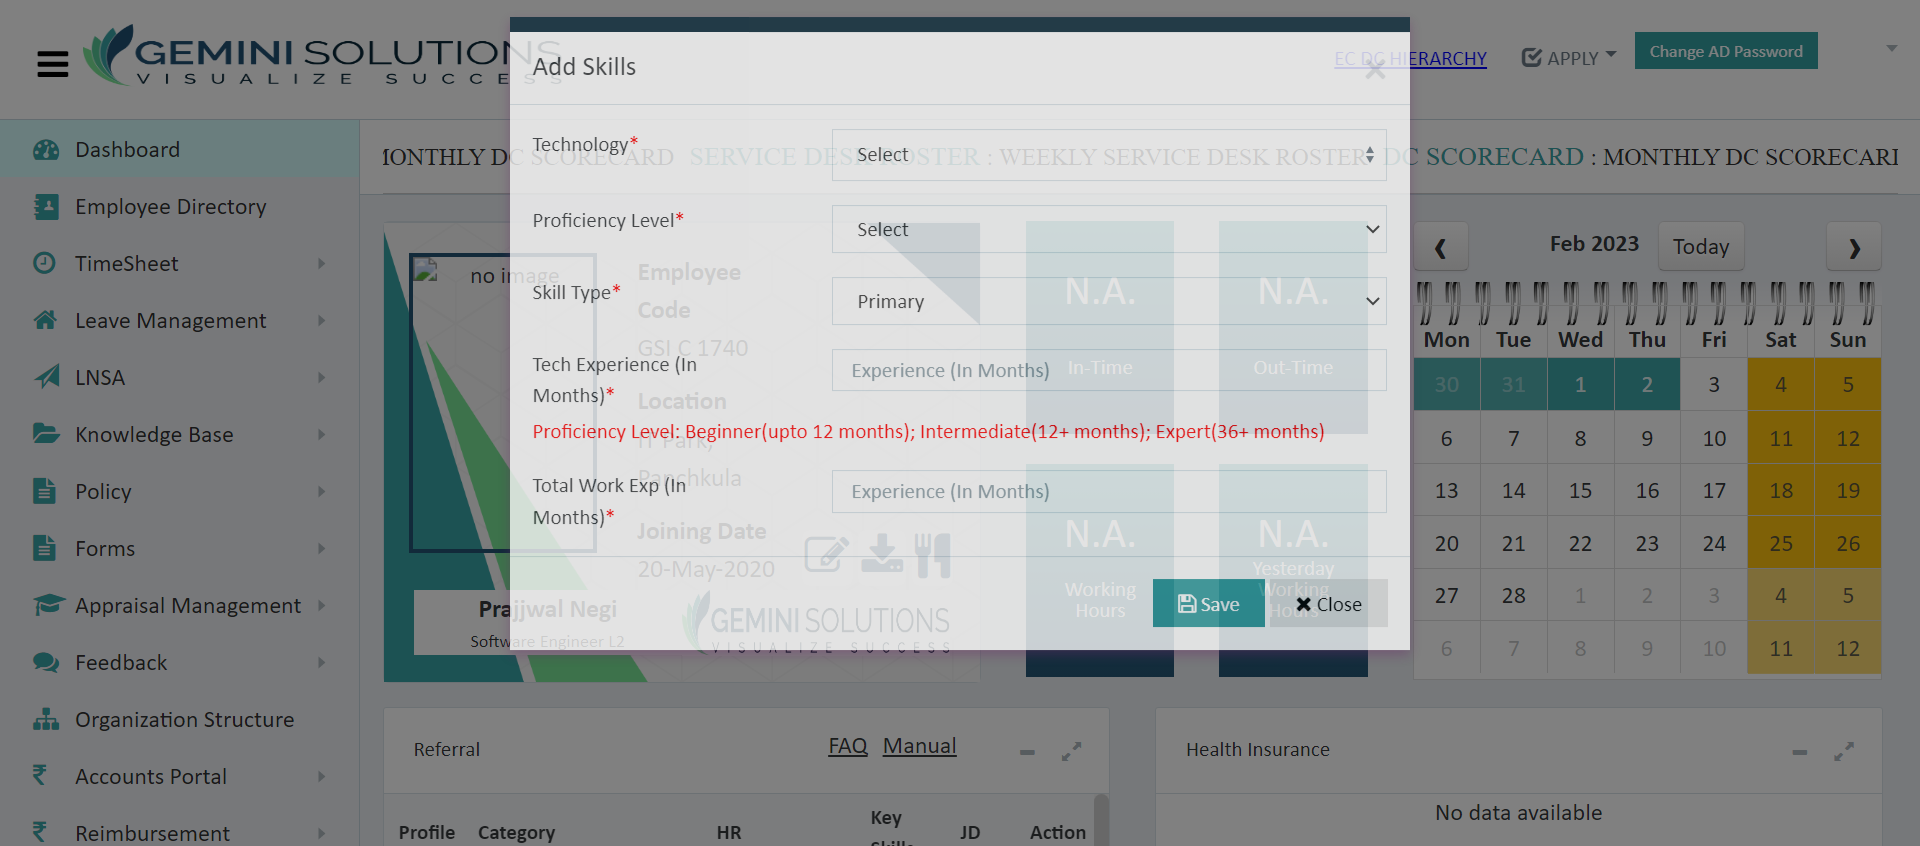 GEMINI SOLUTIONS
VISUALIZE SUCCESS
EC DC HIERARCHY
APPLY
Change AD Password
Add Skills
Dashboard
Employee Directory
TimeSheet
Leave Management
LNSA
Knowledge Base
Policy
Forms
Appraisal Management
Feedback
Organization Structure
Accounts Portal
Reimbursement
MONTHLY DC SCORECARD SERVICE DESK ROSTER : WEEKLY SERVICE DESK ROSTER DC SCORECARD : MONTHLY DC SCORECARD
Technology*
Select
Proficiency Level*
Select
Skill Type*
Primary
Tech Experience (In
Months)*
Experience (In Months)
Proficiency Level: Beginner(upto 12 months); Intermediate(12+ months); Expert(36+ months)
Total Work Exp (In
Months)*
Experience (In Months)
Save
Close
no image
Employee
Code
GSI C 1740
Location
IT Park,
Panchkula
Joining Date
20-May-2020
Prajjwal Negi
Software Engineer L2
GEMINI SOLUTIONS
VISUALIZE SUCCESS
N.A.
In-Time
N.A.
Out-Time
N.A.
Working
Hours
N.A.
Yesterday
Working
Hours
Feb 2023
Today
Mon Tue Wed Thu Fri Sat Sun
30 31 1 2 3 4 5
6 7 8 9 10 11 12
13 14 15 16 17 18 19
20 21 22 23 24 25 26
27 28 1 2 3 4 5
6 7 8 9 10 11 12
Referral
FAQ Manual
Profile Category HR Key Skills JD Action
Health Insurance
No data available